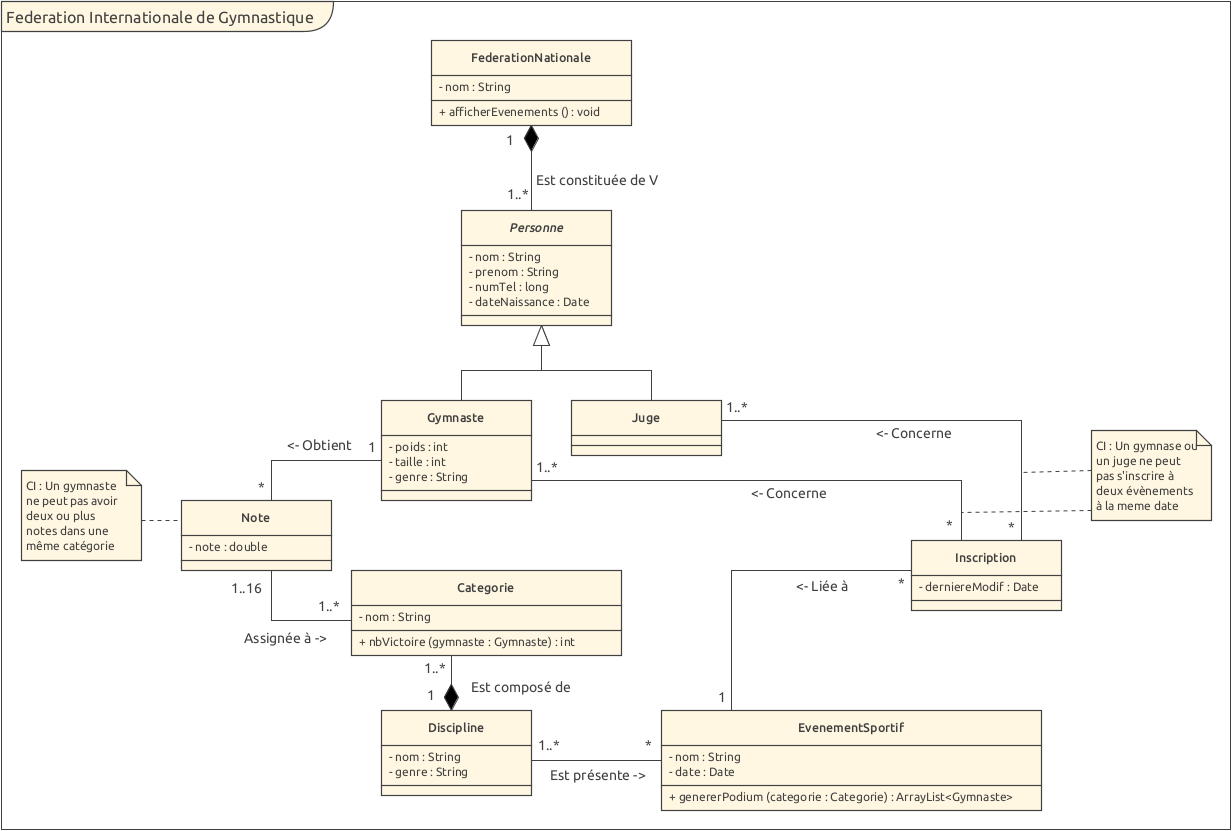 Federation Internationale de Gymnastique
FederationNationale
- nom : String
+ afficherEvenements () : void
1
Est constituée de V
1..*
Personne
- nom : String
- prenom : String
- numTel : long
- dateNaissance : Date
Gymnaste
- poids : int
- taille : int
- genre : String
Juge
1..*
<- Concerne
<- Obtient
1
*
1..*
<- Concerne
*
*
CI : Un gymnase ou
un juge ne peut
pas s'inscrire à
deux évènements
à la meme date
CI : Un gymnaste
ne peut pas avoir
deux ou plus
notes dans une
même catégorie
Note
- note : double
Inscription
- derniereModif : Date
<- Liée à
*
1..16
1..*
Assignée à ->
Categorie
- nom : String
+ nbVictoire (gymnaste : Gymnaste) : int
1..*
1
Est composé de
1
Discipline
- nom : String
- genre : String
1..*
*
Est présente ->
EvenementSportif
- nom : String
- date : Date
+ genererPodium (categorie : Categorie) : ArrayList<Gymnaste>